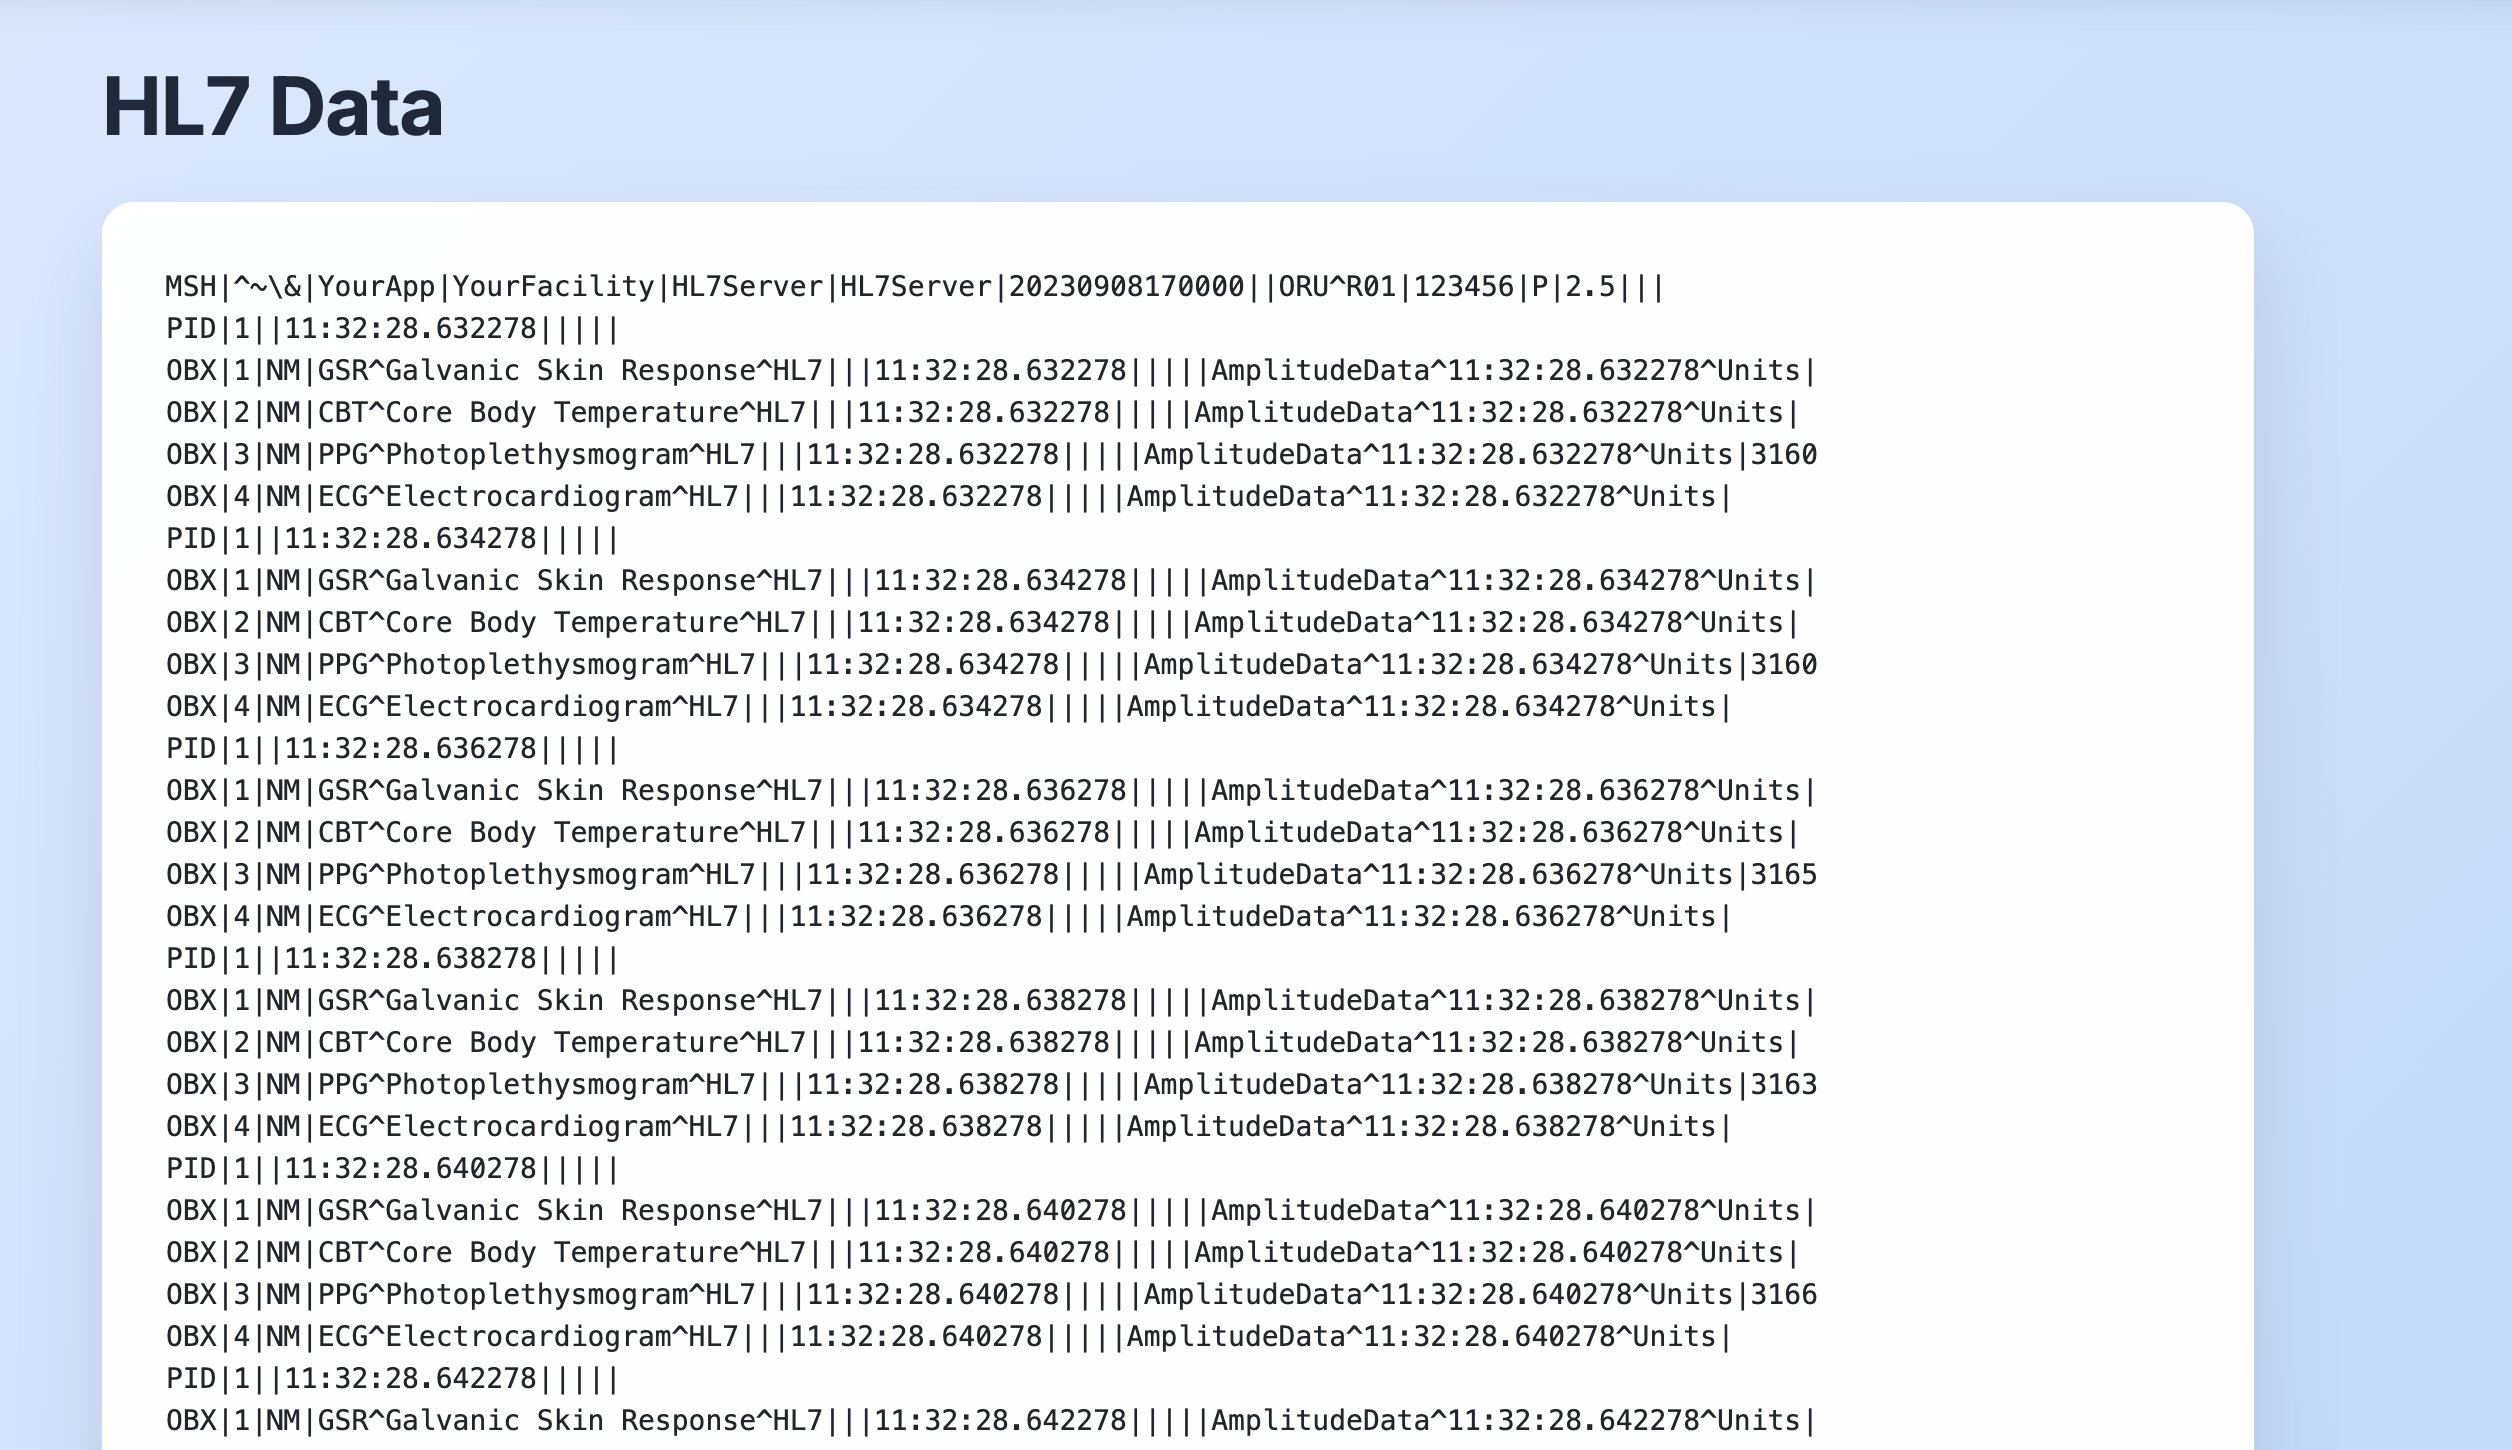 HL7 Data
MSH|^~\&|YourApp|YourFacility|HL7Server|HL7Server|20230908170000||ORU^R01|123456|P|2.5|||
PID|1||11:32:28.632278|||||
OBX|1|NM|GSR^Galvanic Skin Response^HL7|||11:32:28.632278|||||AmplitudeData^11:32:28.632278^Units|
OBX|2|NM|CBT^Core Body Temperature^HL7|||11:32:28.632278|||||AmplitudeData^11:32:28.632278^Units|
OBX|3|NM|PPG^Photoplethysmogram^HL7|||11:32:28.632278|||||AmplitudeData^11:32:28.632278^Units|3160
OBX|4|NM|ECG^Electrocardiogram^HL7|||11:32:28.632278|||||AmplitudeData^11:32:28.632278^Units|
PID|1||11:32:28.634278|||||
OBX|1|NM|GSR^Galvanic Skin Response^HL7|||11:32:28.634278|||||AmplitudeData^11:32:28.634278^Units|
OBX|2|NM|CBT^Core Body Temperature^HL7|||11:32:28.634278|||||AmplitudeData^11:32:28.634278^Units|
OBX|3|NM|PPG^Photoplethysmogram^HL7|||11:32:28.634278|||||AmplitudeData^11:32:28.634278^Units|3160
OBX|4|NM|ECG^Electrocardiogram^HL7|||11:32:28.634278|||||AmplitudeData^11:32:28.634278^Units|
PID|1||11:32:28.636278|||||
OBX|1|NM|GSR^Galvanic Skin Response^HL7|||11:32:28.636278|||||AmplitudeData^11:32:28.636278^Units|
OBX|2|NM|CBT^Core Body Temperature^HL7|||11:32:28.636278|||||AmplitudeData^11:32:28.636278^Units|
OBX|3|NM|PPG^Photoplethysmogram^HL7|||11:32:28.636278|||||AmplitudeData^11:32:28.636278^Units|3165
OBX|4|NM|ECG^Electrocardiogram^HL7|||11:32:28.636278|||||AmplitudeData^11:32:28.636278^Units|
PID|1||11:32:28.638278|||||
OBX|1|NM|GSR^Galvanic Skin Response^HL7|||11:32:28.638278|||||AmplitudeData^11:32:28.638278^Units|
OBX|2|NM|CBT^Core Body Temperature^HL7|||11:32:28.638278|||||AmplitudeData^11:32:28.638278^Units|
OBX|3|NM|PPG^Photoplethysmogram^HL7|||11:32:28.638278|||||AmplitudeData^11:32:28.638278^Units|3163
OBX|4|NM|ECG^Electrocardiogram^HL7|||11:32:28.638278|||||AmplitudeData^11:32:28.638278^Units|
PID|1||11:32:28.640278|||||
OBX|1|NM|GSR^Galvanic Skin Response^HL7|||11:32:28.640278|||||AmplitudeData^11:32:28.640278^Units|
OBX|2|NM|CBT^Core Body Temperature^HL7|||11:32:28.640278|||||AmplitudeData^11:32:28.640278^Units|
OBX|3|NM|PPG^Photoplethysmogram^HL7|||11:32:28.640278|||||AmplitudeData^11:32:28.640278^Units|3166
OBX|4|NM|ECG^Electrocardiogram^HL7|||11:32:28.640278|||||AmplitudeData^11:32:28.640278^Units|
PID|1||11:32:28.642278|||||
OBX|1|NM|GSR^Galvanic Skin Response^HL7|||11:32:28.642278|||||AmplitudeData^11:32:28.642278^Units|